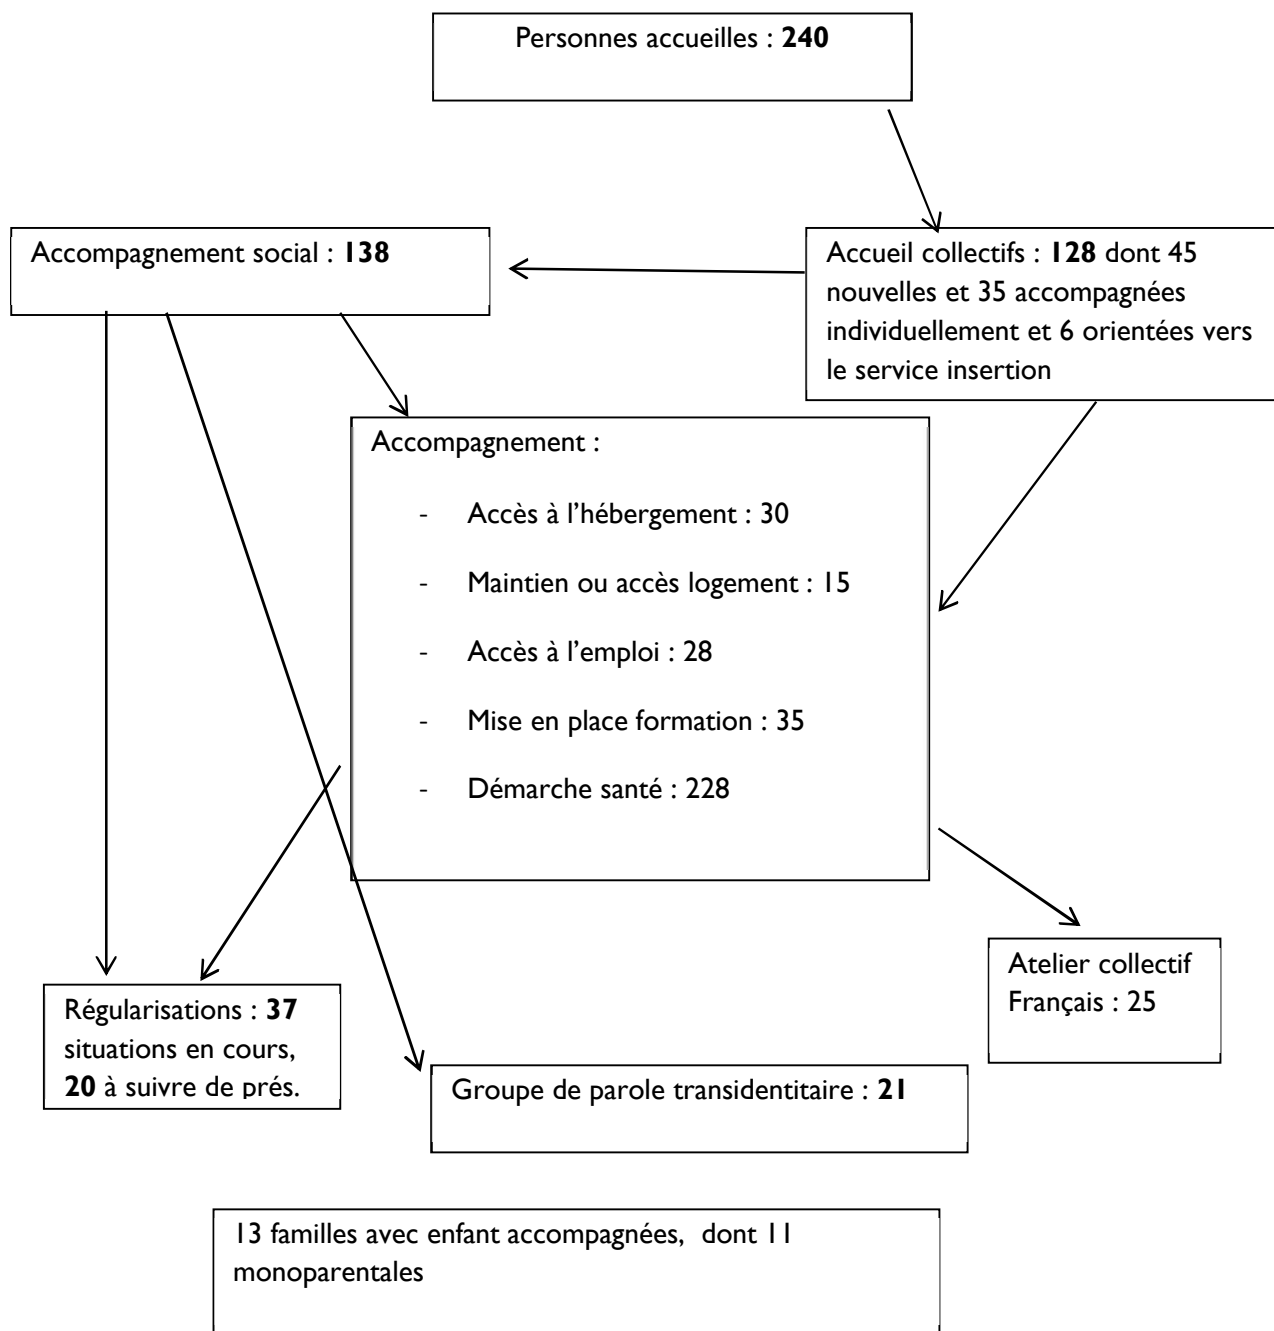 Personnes accueilles : 240
Accompagnement social : 138
Accueil collectifs : 128 dont 45
nouvelles et 35 accompagnées
individuellement et 6 orientées vers
le service insertion
Accompagnement :
- Accès à l’hébergement : 30
- Maintien ou accès logement : 15
- Accès à l’emploi : 28
- Mise en place formation : 35
- Démarche santé : 228
Atelier collectif
Français : 25
Régularisations : 37
situations en cours,
20 à suivre de prés.
Groupe de parole transidentitaire : 21
13 familles avec enfant accompagnées, dont 11
monoparentales